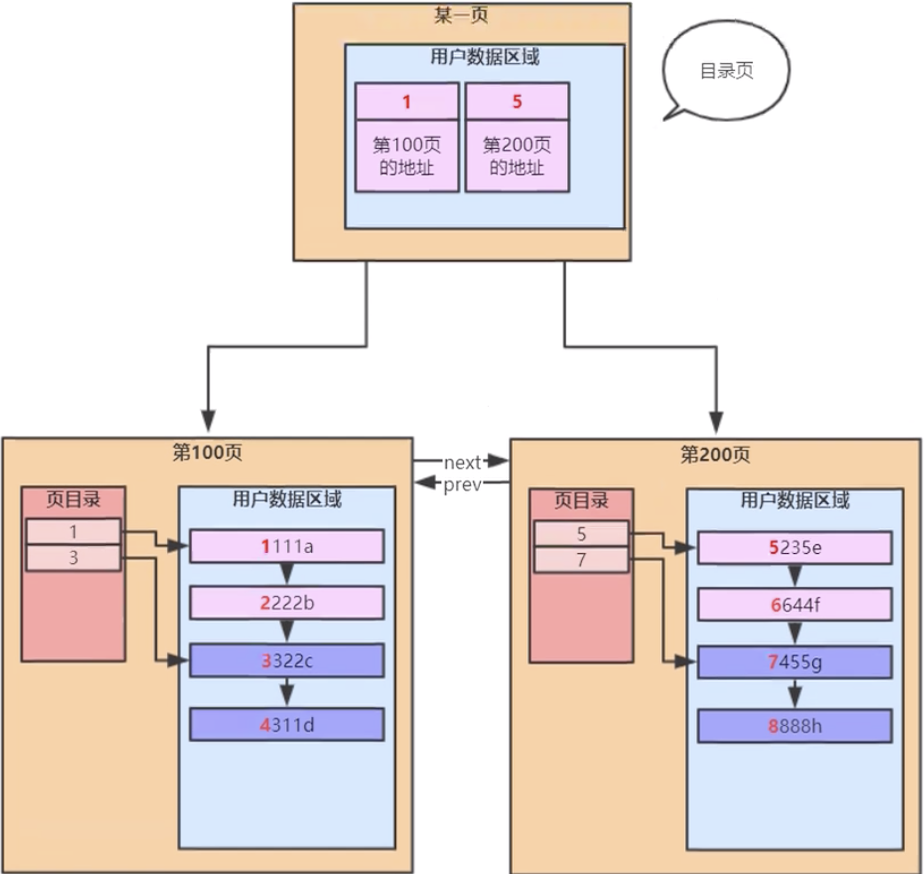 某一页
用户数据区域
目录页
1
5
第100页
的地址
第200页
的地址
next
prev
第100页
页目录
1
3
用户数据区域
1111a
2222b
3322c
4311d
第200页
页目录
5
7
用户数据区域
5235e
6644f
7455g
8888h